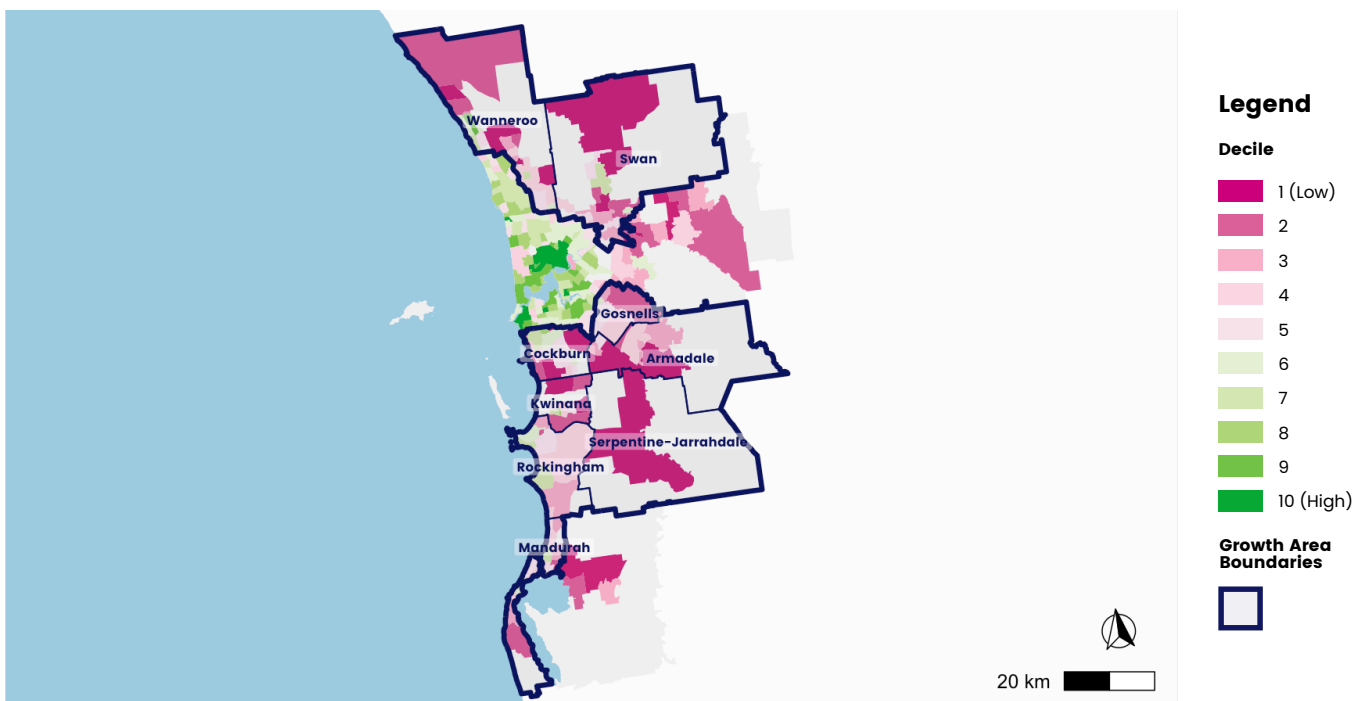 Wanneroo
Swan
Gosnells
Cockburn
Armadale
Kwinana
Serpentine-Jarrahdale
Rockingham
Mandurah
20 km
Legend
Decile
1 (Low)
2
3
4
5
6
7
8
9
10 (High)
Growth Area
Boundaries